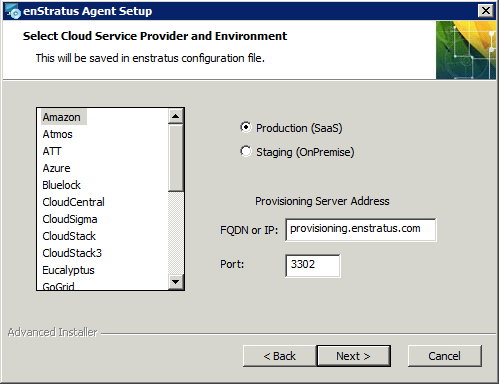 enStratus Agent Setup
Select Cloud Service Provider and Environment
This will be saved in enstratus configuration file.
Amazon
Atmos
ATT
Azure
Bluelock
CloudCentral
CloudSigma
CloudStack
CloudStack3
Eucalyptus
GoGrid
Production (SaaS)
Staging (OnPremise)
Provisioning Server Address
FQDN or IP: provisioning.enstratus.com
Port: 3302
Advanced Installer
< Back Next > Cancel